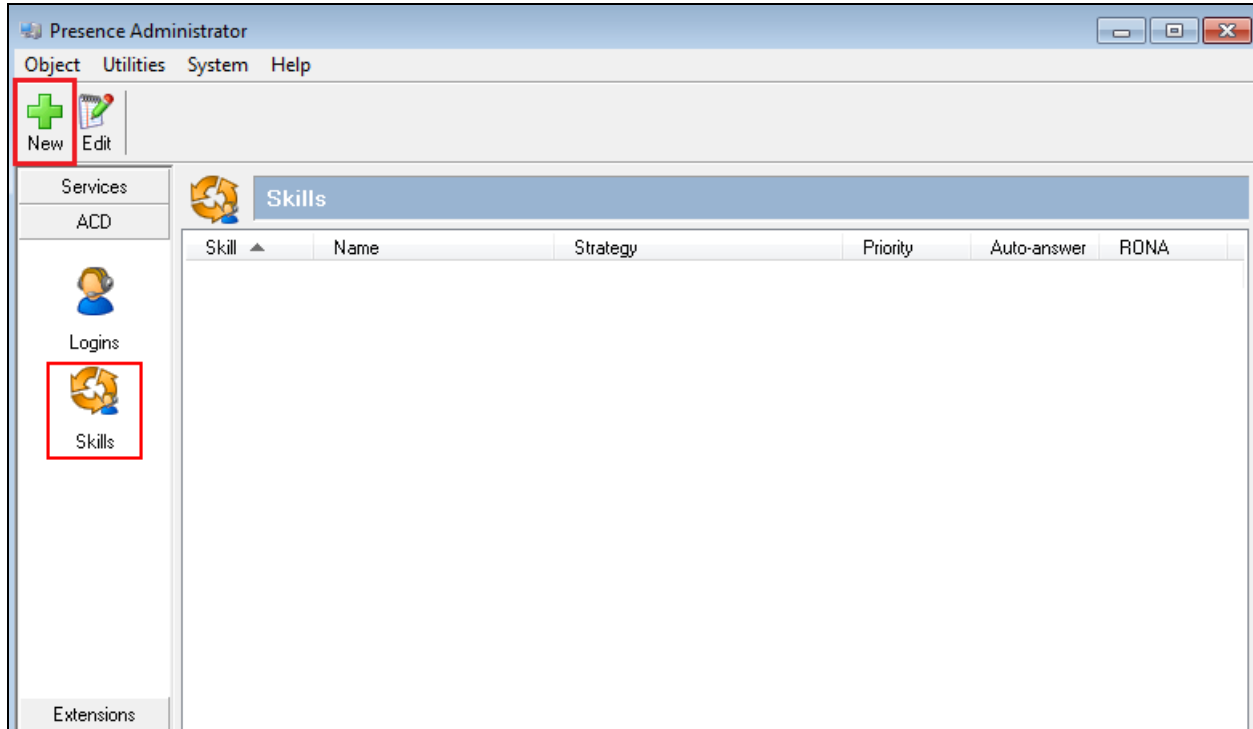 Presence Administrator
Object Utilities System Help
New Edit
Services
ACD
Logins
Skills
Extensions
Skills
Skill Name Strategy Priority Auto-answer RONA